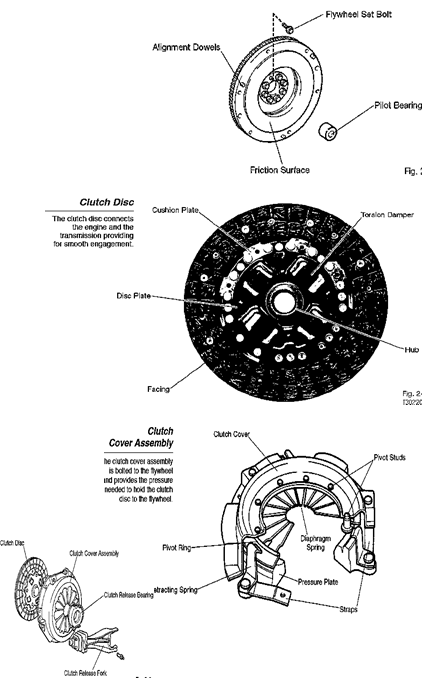 Flywheel Set Bolt
Alignment Dowels
Pilot Bearing
Friction Surface
Fig. 2
Clutch Disc
The clutch disc connects
the engine and the
transmission providing
for smooth engagement.
Cushion Plate
Torsion Damper
Disc Plate
Hub
Facing
Fig. 2-
Clutch
Cover Assembly
he clutch cover assembly
is bolted to the flywheel
nd provides the pressure
needed to hold the clutch
disc to the flywheel.
Clutch Cover
Pivot Studs
Diaphragm
Spring
Pivot Ring
Pressure Plate
tracting Spring
Straps
Clutch Disc
Clutch Cover Assembly
Clutch Release Bearing
Clutch Release Fork